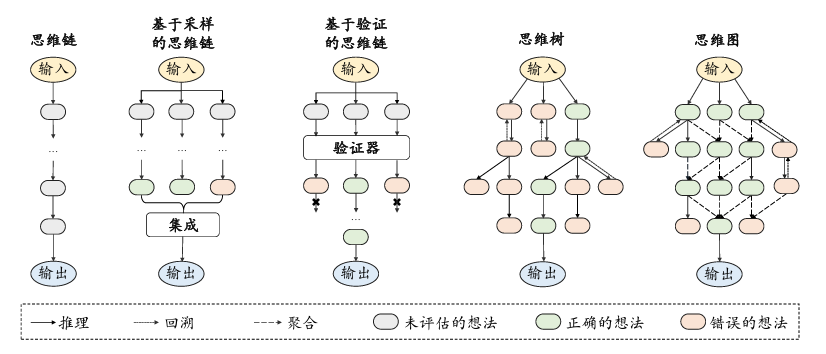 思维链
基于采样
的思维链
基于验证
的思维链
思维树
思维图
输入
输入
输入
输入
输入
...
...
...
...
验证器
...
集成
输出
输出
输出
输出
输出
推理
回溯
聚合
未评估的想法
正确的想法
错误的想法